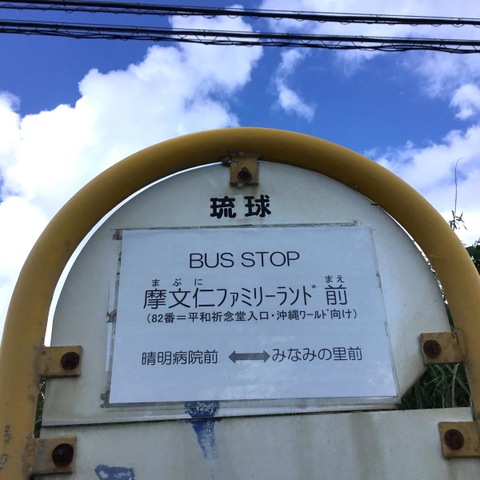 琉球
BUS STOP
まぶに まえ
摩文仁ファミリーランド前
(82番=平和祈念堂入口・沖縄ワールド向け)
晴明病院前 ⟷ みなみの里前